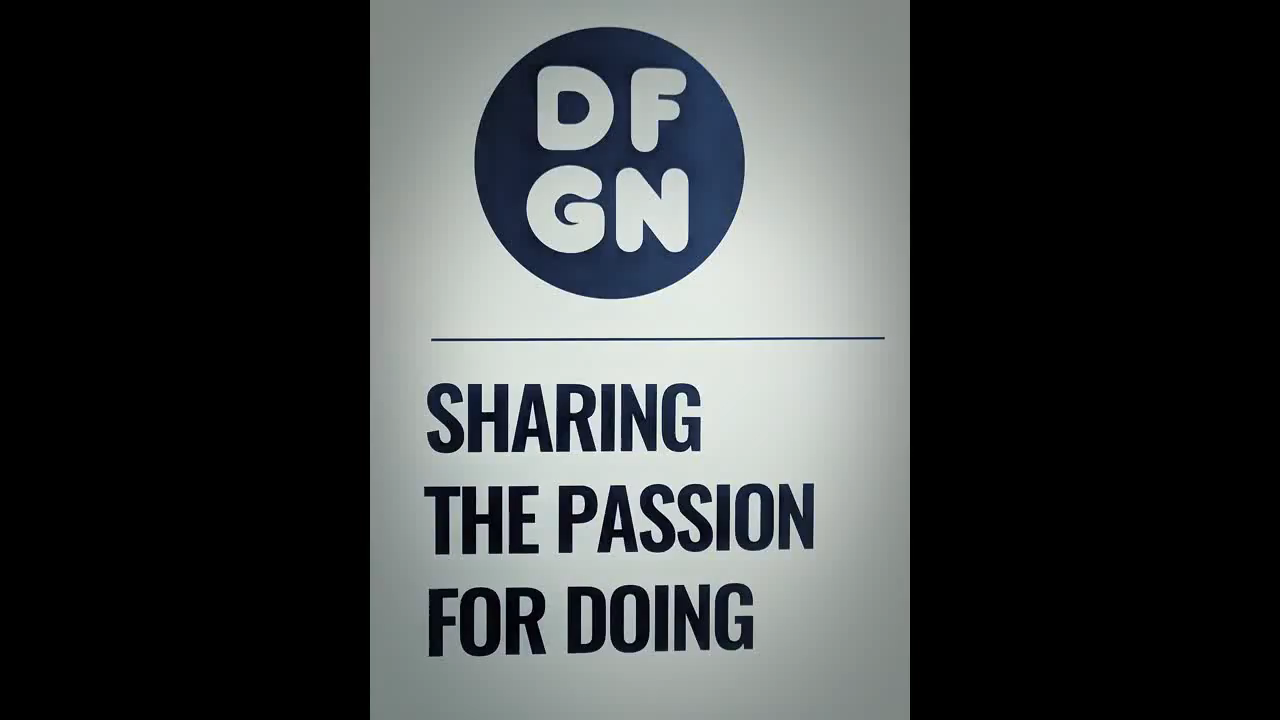 DF
GN
SHARING
THE PASSION
FOR DOING